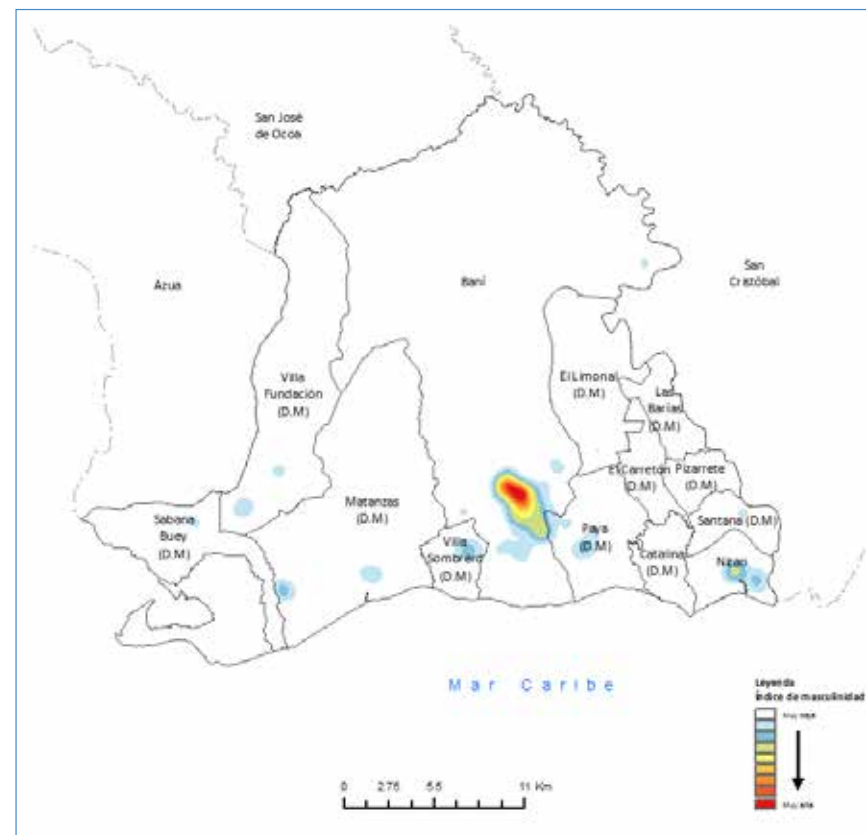 San José
de Ocoa
Azua
Baní
San
Cristóbal
Villa
Fundación
(D.M)
El Limonal
(D.M)
Las
Barías
(D.M)
El Carretón
(D.M)
Pizarrete
(D.M)
Matanzas
(D.M)
Sabana
Buey
(D.M)
Villa
Sombrero
(D.M)
Paya
(D.M)
Catalina
(D.M)
Santana (D.M)
Nizao
Mar Caribe
Leyenda
Índice de masculinidad
Muy baja
Muy alta
0 2.75 5.5 11 Km